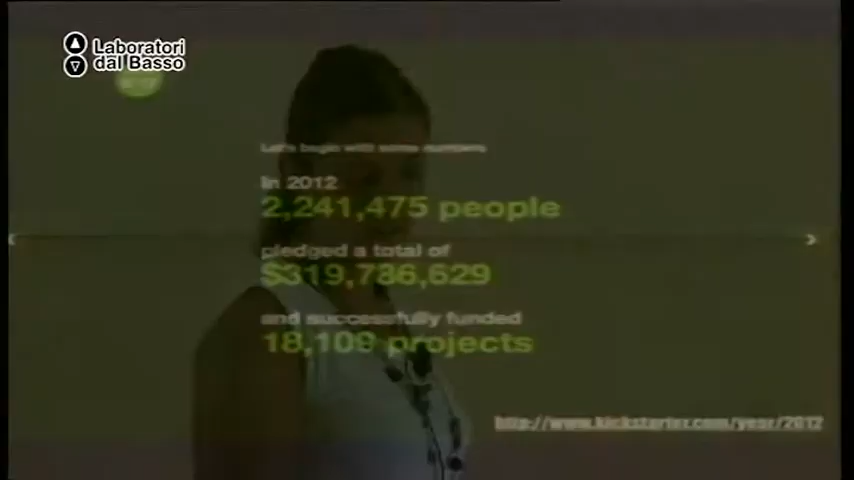 Laboratori
dal Basso
Let's begin with some numbers
In 2012
2,241,475 people
pledged a total of
$319,786,629
and successfully funded
18,109 projects
http://www.kickstarter.com/year/2012